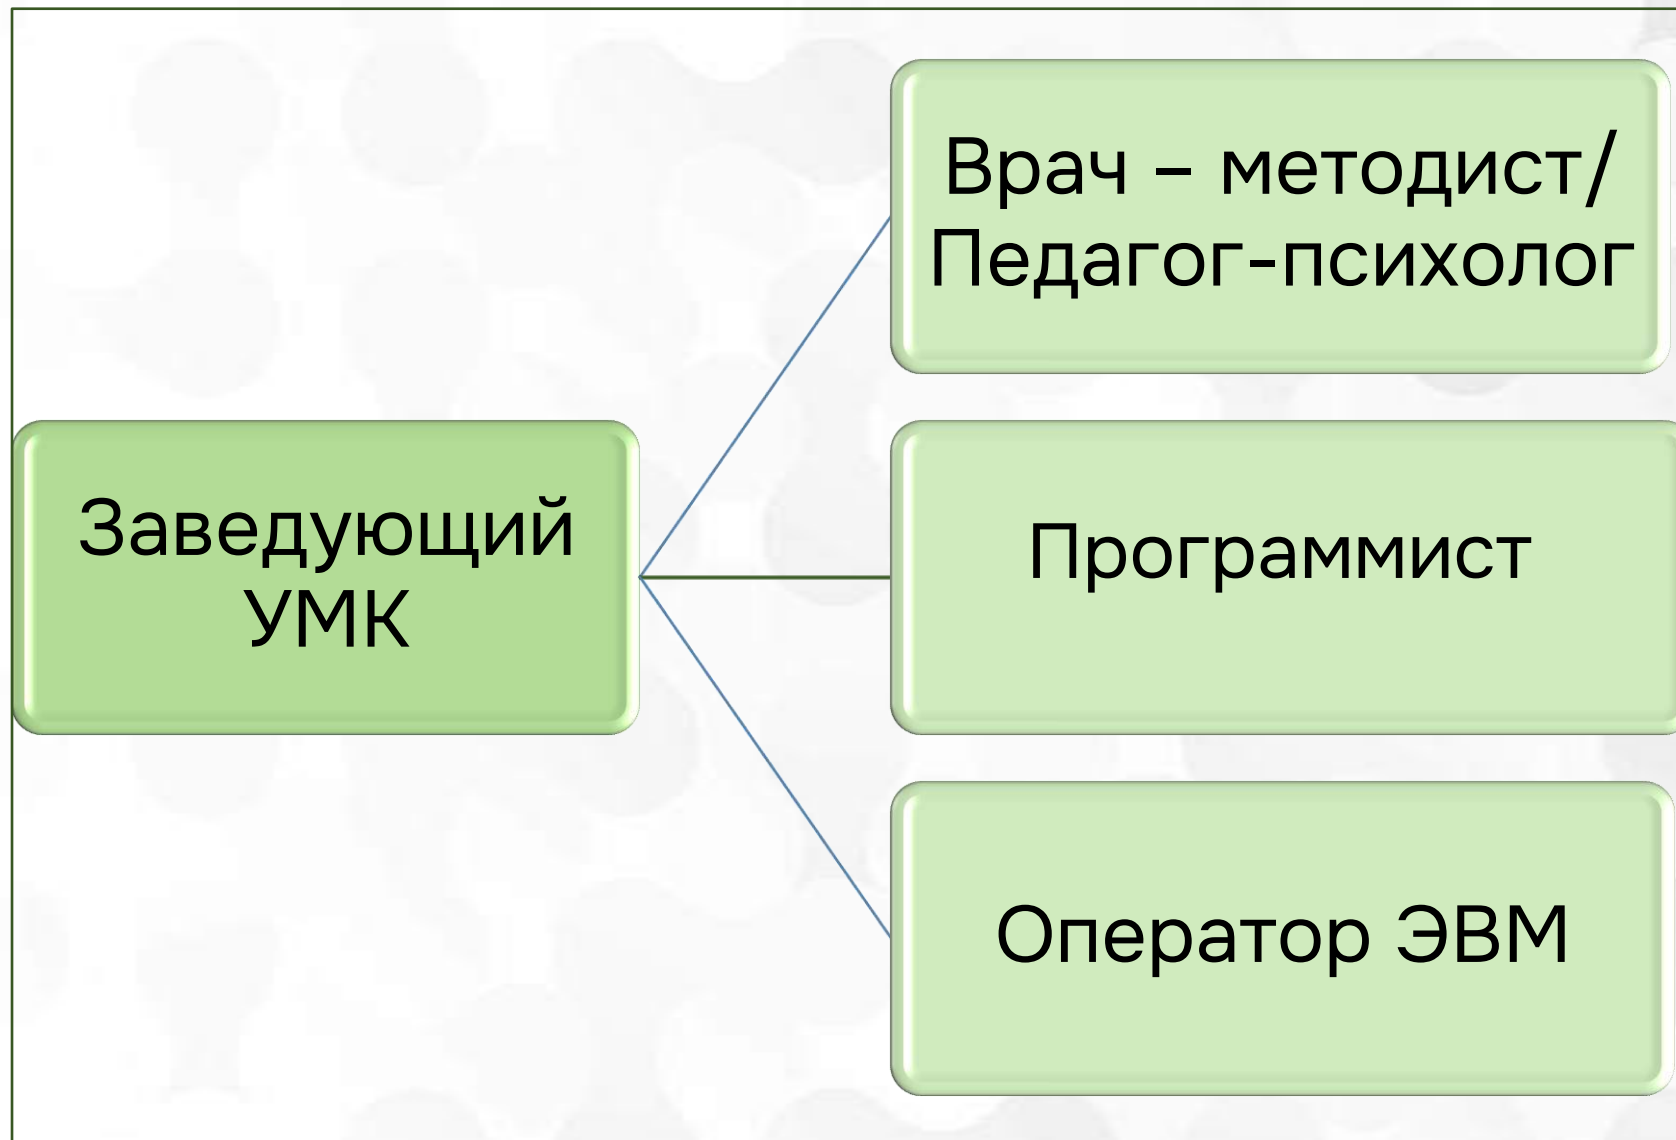 Врач – методист/
Педагог-психолог
Заведующий
УМК
Программист
Оператор ЭВМ